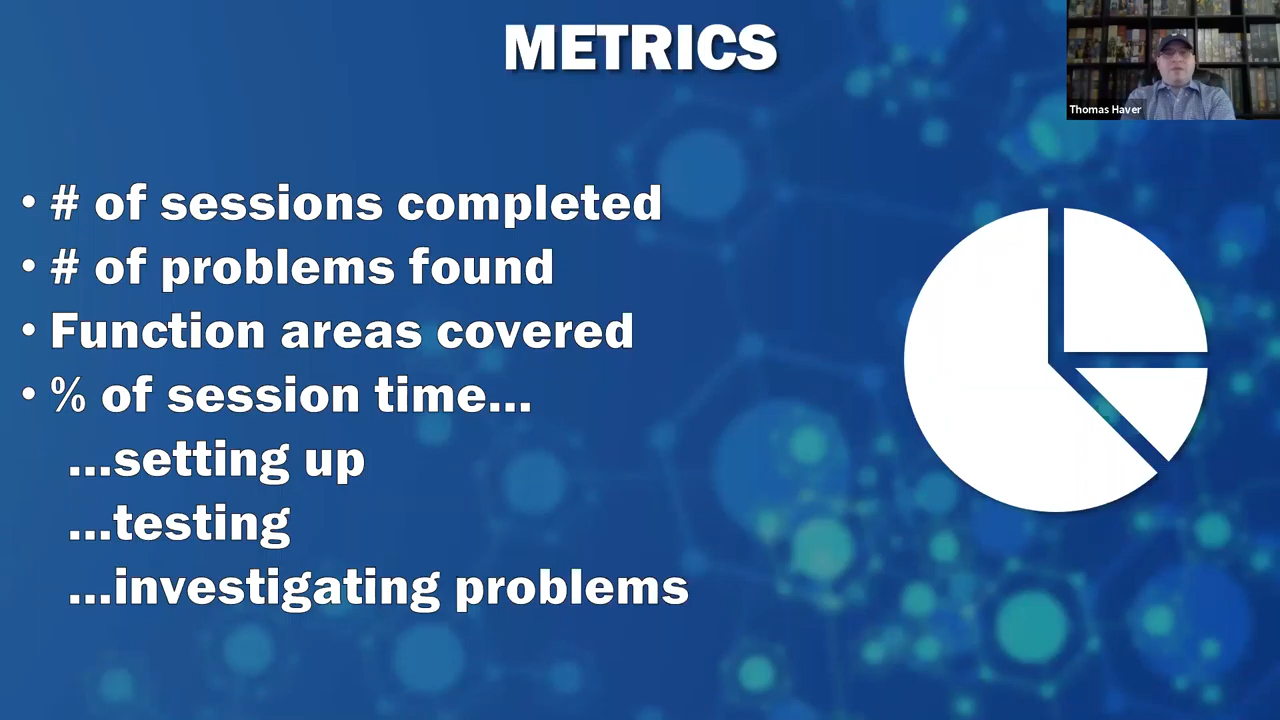 METRICS
Thomas Haver
• # of sessions completed
• # of problems found
• Function areas covered
• % of session time...
...setting up
...testing
...investigating problems